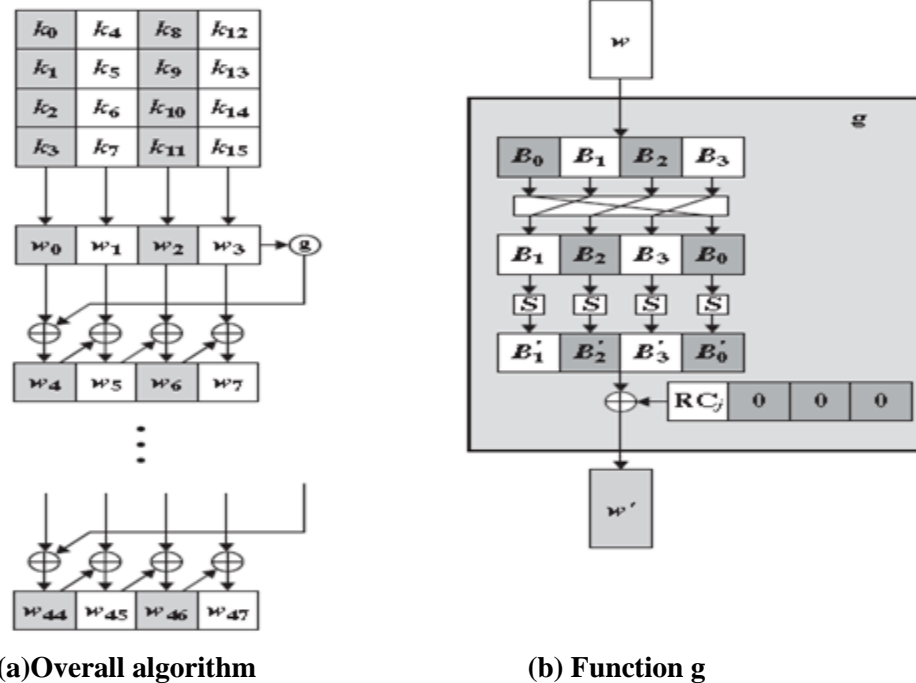 k0 k4 k8 k12
k1 k5 k9 k13
k2 k6 k10 k14
k3 k7 k11 k15
w0 w1 w2 w3 g
w4 w5 w6 w7
w44 w45 w46 w47
(a)Overall algorithm
w
g
B0 B1 B2 B3
B1 B2 B3 B0
S S S S
B′1 B′2 B′3 B′0
RCj 0 0 0
w′
(b) Function g